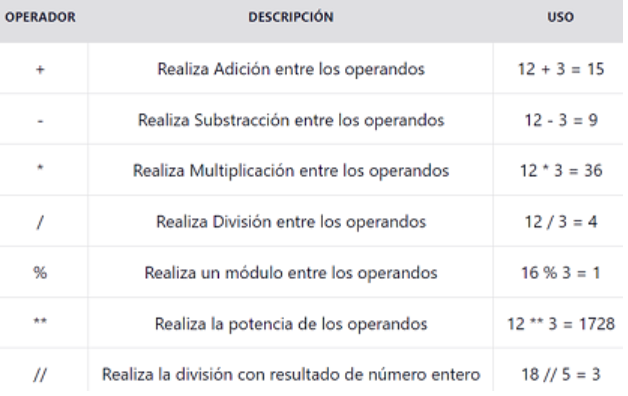 OPERADOR DESCRIPCIÓN USO
+ Realiza Adición entre los operandos 12 + 3 = 15
- Realiza Substracción entre los operandos 12 - 3 = 9
* Realiza Multiplicación entre los operandos 12 * 3 = 36
/ Realiza División entre los operandos 12 / 3 = 4
% Realiza un módulo entre los operandos 16 % 3 = 1
** Realiza la potencia de los operandos 12 ** 3 = 1728
// Realiza la división con resultado de número entero 18 // 5 = 3